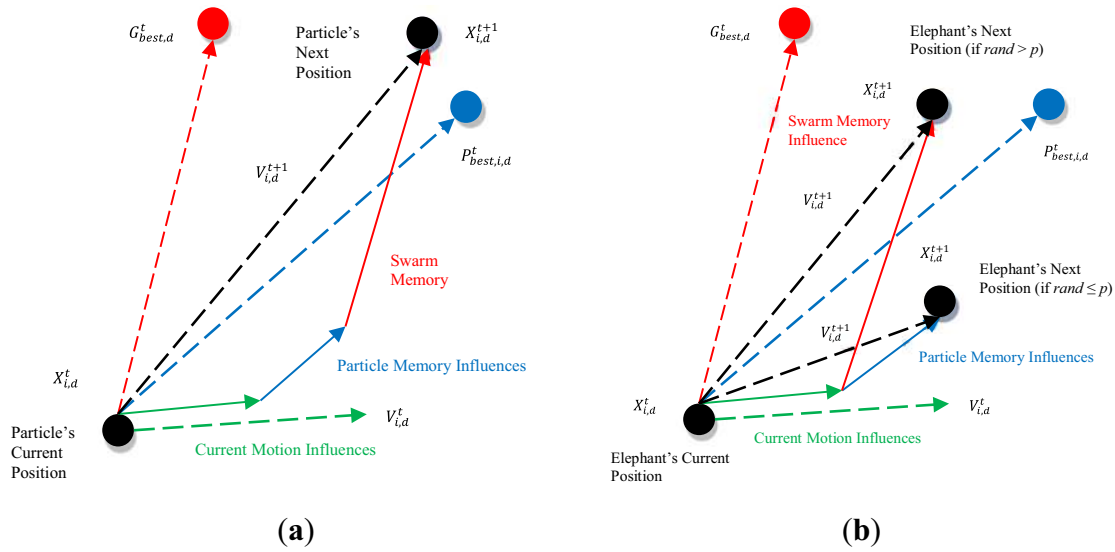 G^t_{best,d}
Particle's
Next
Position
X^{t+1}_{i,d}
P^t_{best,i,d}
V^{t+1}_{i,d}
Swarm
Memory
Particle Memory Influences
X^t_{i,d}
V^t_{i,d}
Particle's
Current
Position
Current Motion Influences
(a)
G^t_{best,d}
Elephant's Next
Position (if rand > p)
X^{t+1}_{i,d}
Swarm Memory
Influence
P^t_{best,i,d}
V^{t+1}_{i,d}
X^{t+1}_{i,d}
Elephant's Next
Position (if rand ≤ p)
V^{t+1}_{i,d}
Particle Memory Influences
X^t_{i,d}
V^t_{i,d}
Current Motion Influences
Elephant's Current
Position
(b)